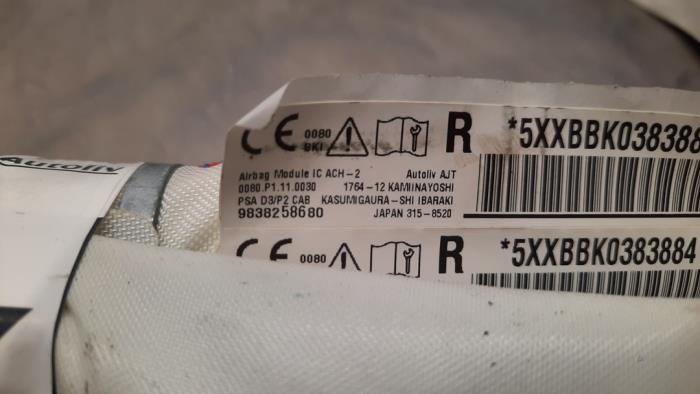 Autoliv
CE 0080 BKI R *5XXBBK038388
Airbag Module IC ACH-2 Autoliv AJT
0080.P1.11.0030 1764-12 KAMIINAYOSHI
PSA D3/P2 CAB KASUMIGAURA-SHI IBARAKI
9838258680 JAPAN 315-8520
CE 0080 R *5XXBBK0383884